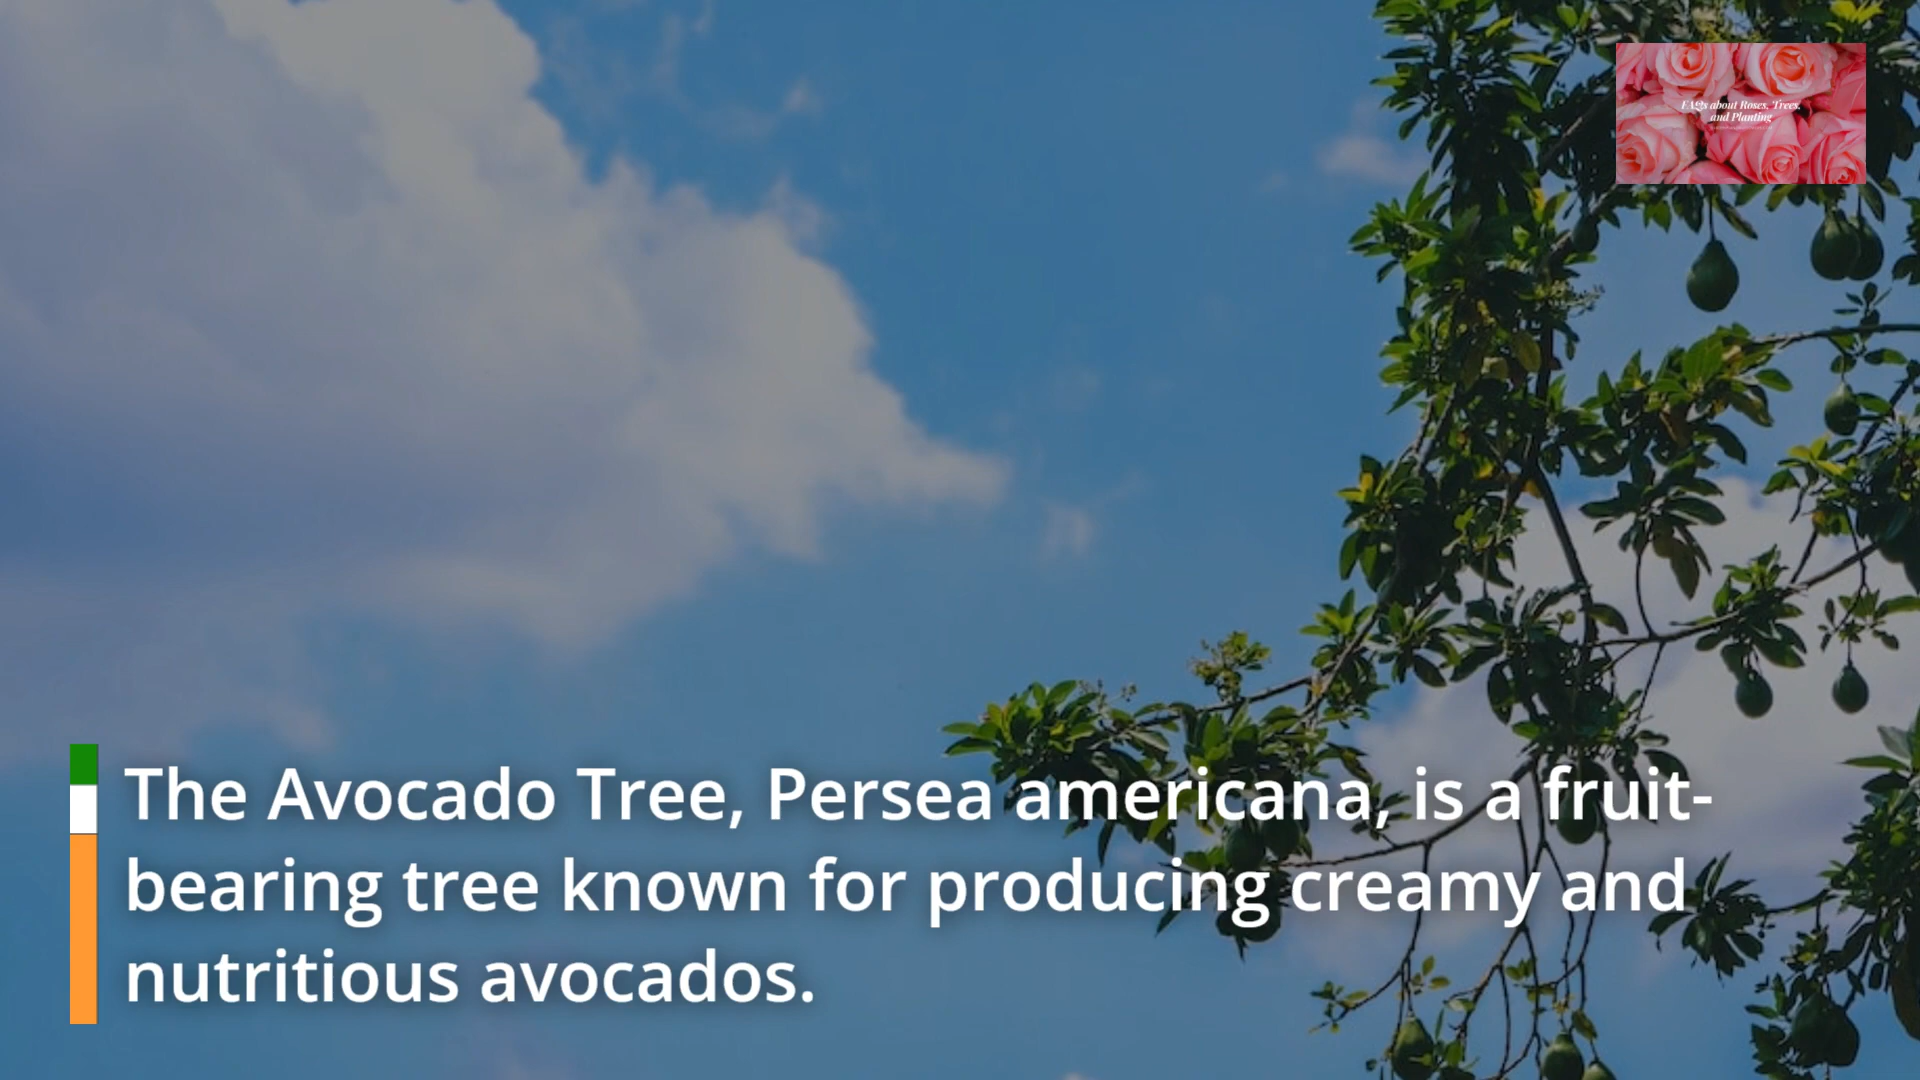 FAQs about Roses, Trees,
and Planting
The Avocado Tree, Persea americana, is a fruit-
bearing tree known for producing creamy and
nutritious avocados.